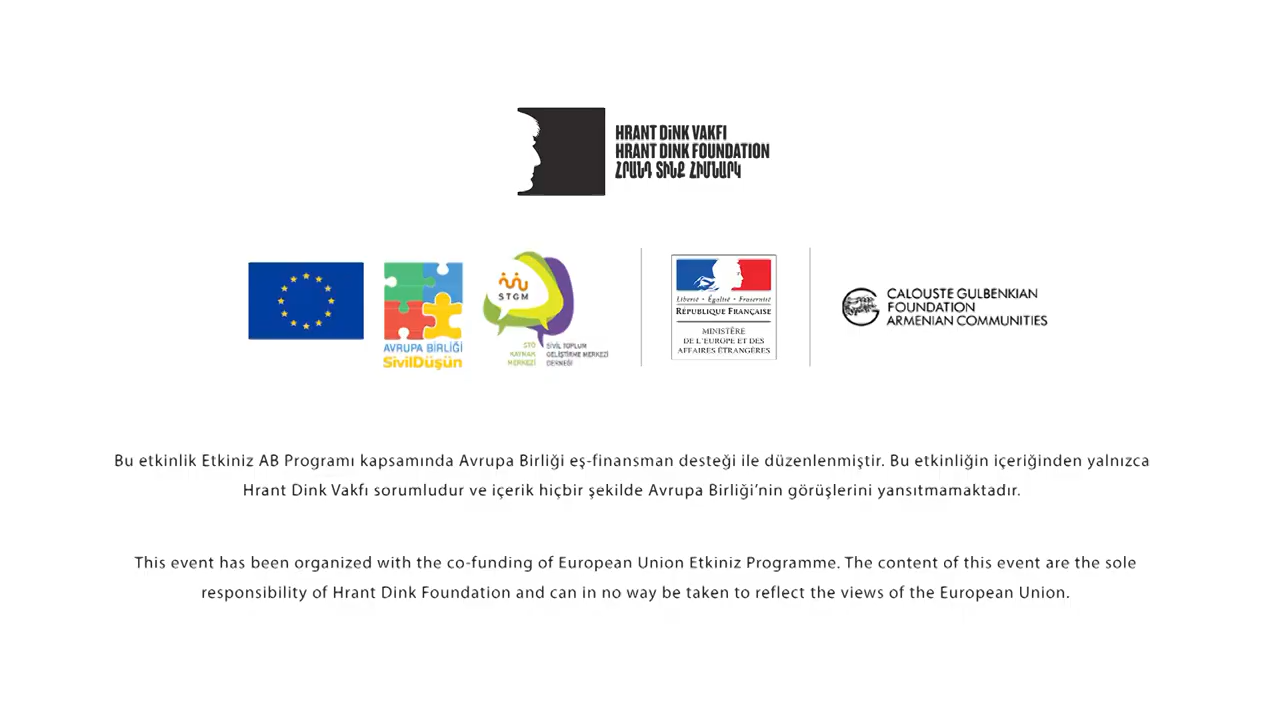 HRANT DİNK VAKFI
HRANT DINK FOUNDATION
ՀՐԱՆԴ ՏԻՆՔ ՀԻՄՆԱՐԿ
STGM
AVRUPA BİRLİĞİ
SivilDüşün
STÖ
KAYNAK
MERKEZİ
SİVİL TOPLUM
GELİŞTİRME MERKEZİ
DERNEĞİ
Liberté • Égalité • Fraternité
RÉPUBLIQUE FRANÇAISE
MINISTÈRE
DE L'EUROPE ET DES
AFFAIRES ÉTRANGÈRES
CALOUSTE GULBENKIAN
FOUNDATION
ARMENIAN COMMUNITIES
Bu etkinlik Etkiniz AB Programı kapsamında Avrupa Birliği eş-finansman desteği ile düzenlenmiştir. Bu etkinliğin içeriğinden yalnızca
Hrant Dink Vakfı sorumludur ve içerik hiçbir şekilde Avrupa Birliği’nin görüşlerini yansıtmamaktadır.
This event has been organized with the co-funding of European Union Etkiniz Programme. The content of this event are the sole
responsibility of Hrant Dink Foundation and can in no way be taken to reflect the views of the European Union.